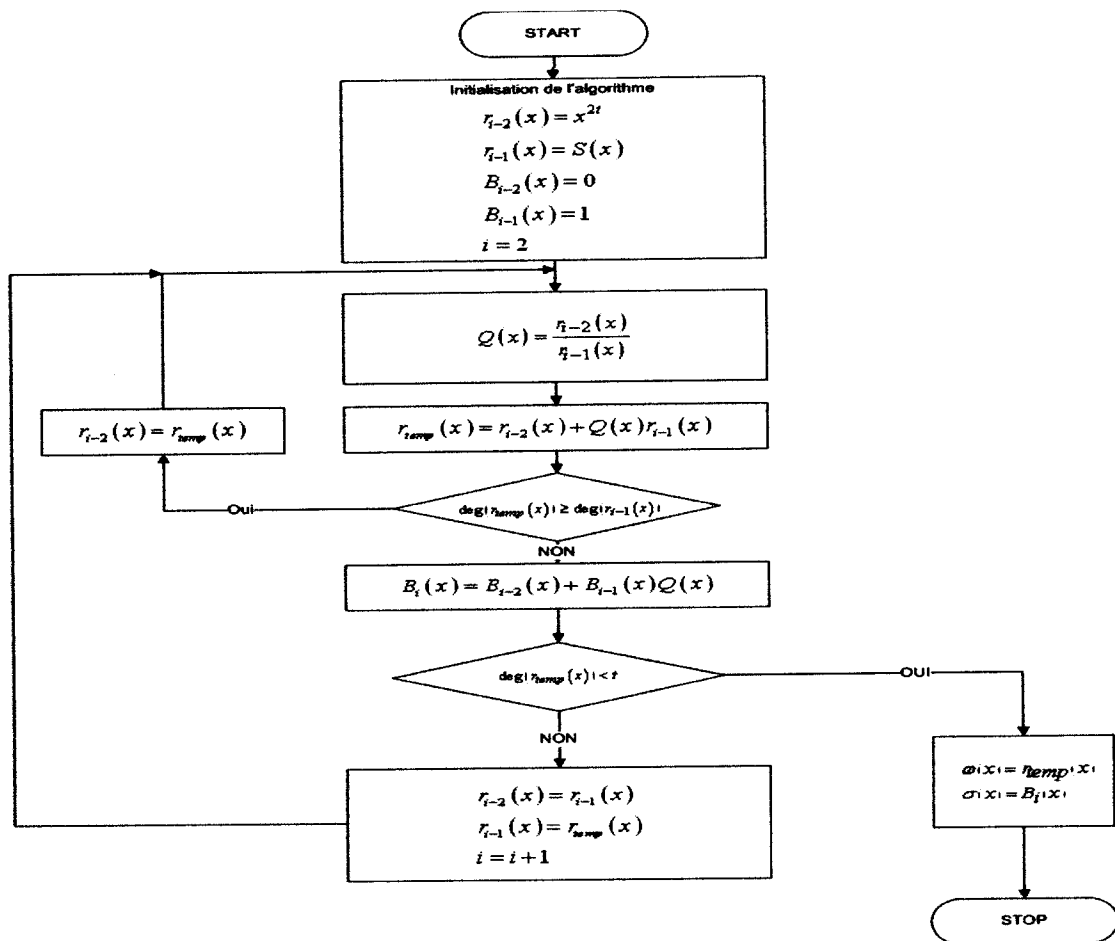 START
Initialisation de l'algorithme
r_{i-2}(x) = x^{2t}
r_{i-1}(x) = S(x)
B_{i-2}(x) = 0
B_{i-1}(x) = 1
i = 2
Q(x) = \frac{r_{i-2}(x)}{r_{i-1}(x)}
r_{i-2}(x) = r_{temp}(x)
r_{temp}(x) = r_{i-2}(x) + Q(x)r_{i-1}(x)
Oui
deg(r_{temp}(x)) ≥ deg(r_{i-1}(x))
NON
B_i(x) = B_{i-2}(x) + B_{i-1}(x)Q(x)
deg(r_{temp}(x)) < t
OUI
NON
ω(x) = r_{temp}(x)
σ(x) = B_i(x)
r_{i-2}(x) = r_{i-1}(x)
r_{i-1}(x) = r_{temp}(x)
i = i+1
STOP